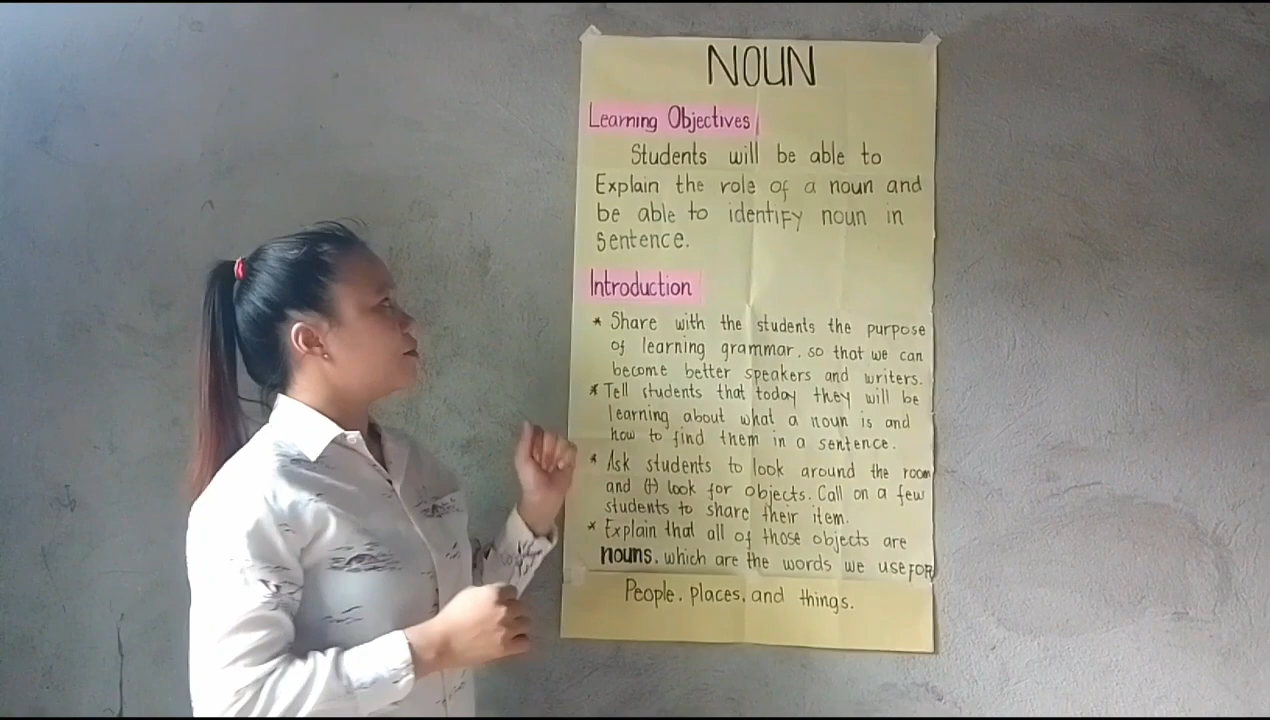 NOUN
Learning Objectives
Students will be able to
Explain the role of a noun and
be able to identify noun in
sentence.
Introduction
* Share with the students the purpose
of learning grammar, so that we can
become better speakers and writers.
* Tell students that today they will be
learning about what a noun is and
how to find them in a sentence.
* Ask students to look around the room
and (t) look for objects. Call on a few
students to share their item.
* Explain that all of those objects are
nouns, which are the words we use FOR
People, places, and things.